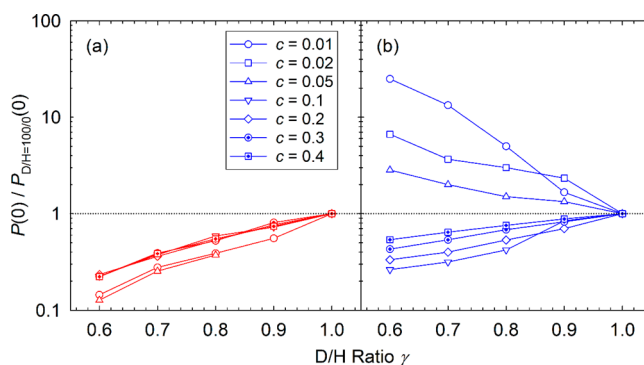 100
10
1
0.1
P(0) / P_{D/H=100/0}(0)
(a)
c = 0.01
c = 0.02
c = 0.05
c = 0.1
c = 0.2
c = 0.3
c = 0.4
(b)
0.6 0.7 0.8 0.9 1.0 0.6 0.7 0.8 0.9 1.0
D/H Ratio γ